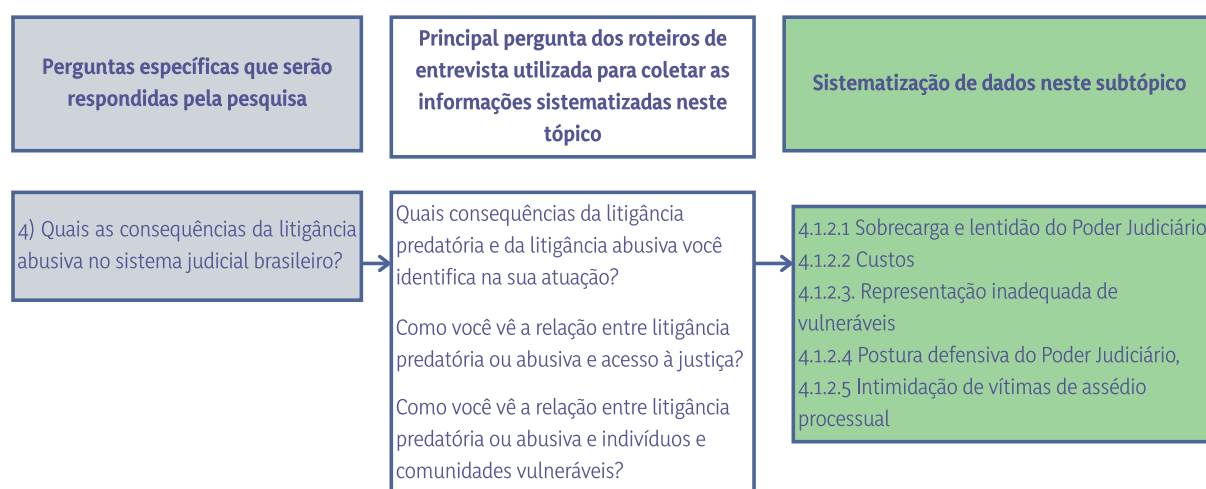 Perguntas específicas que serão
respondidas pela pesquisa
Principal pergunta dos roteiros de
entrevista utilizada para coletar as
informações sistematizadas neste
tópico
Sistematização de dados neste subtópico
4) Quais as consequências da litigância
abusiva no sistema judicial brasileiro?
Quais consequências da litigância
predatória e da litigância abusiva você
identifica na sua atuação?
Como você vê a relação entre litigância
predatória ou abusiva e acesso à justiça?
Como você vê a relação entre litigância
predatória ou abusiva e indivíduos e
comunidades vulneráveis?
4.1.2.1 Sobrecarga e lentidão do Poder Judiciário
4.1.2.2 Custos
4.1.2.3. Representação inadequada de
vulneráveis
4.1.2.4 Postura defensiva do Poder Judiciário,
4.1.2.5 Intimidação de vítimas de assédio
processual